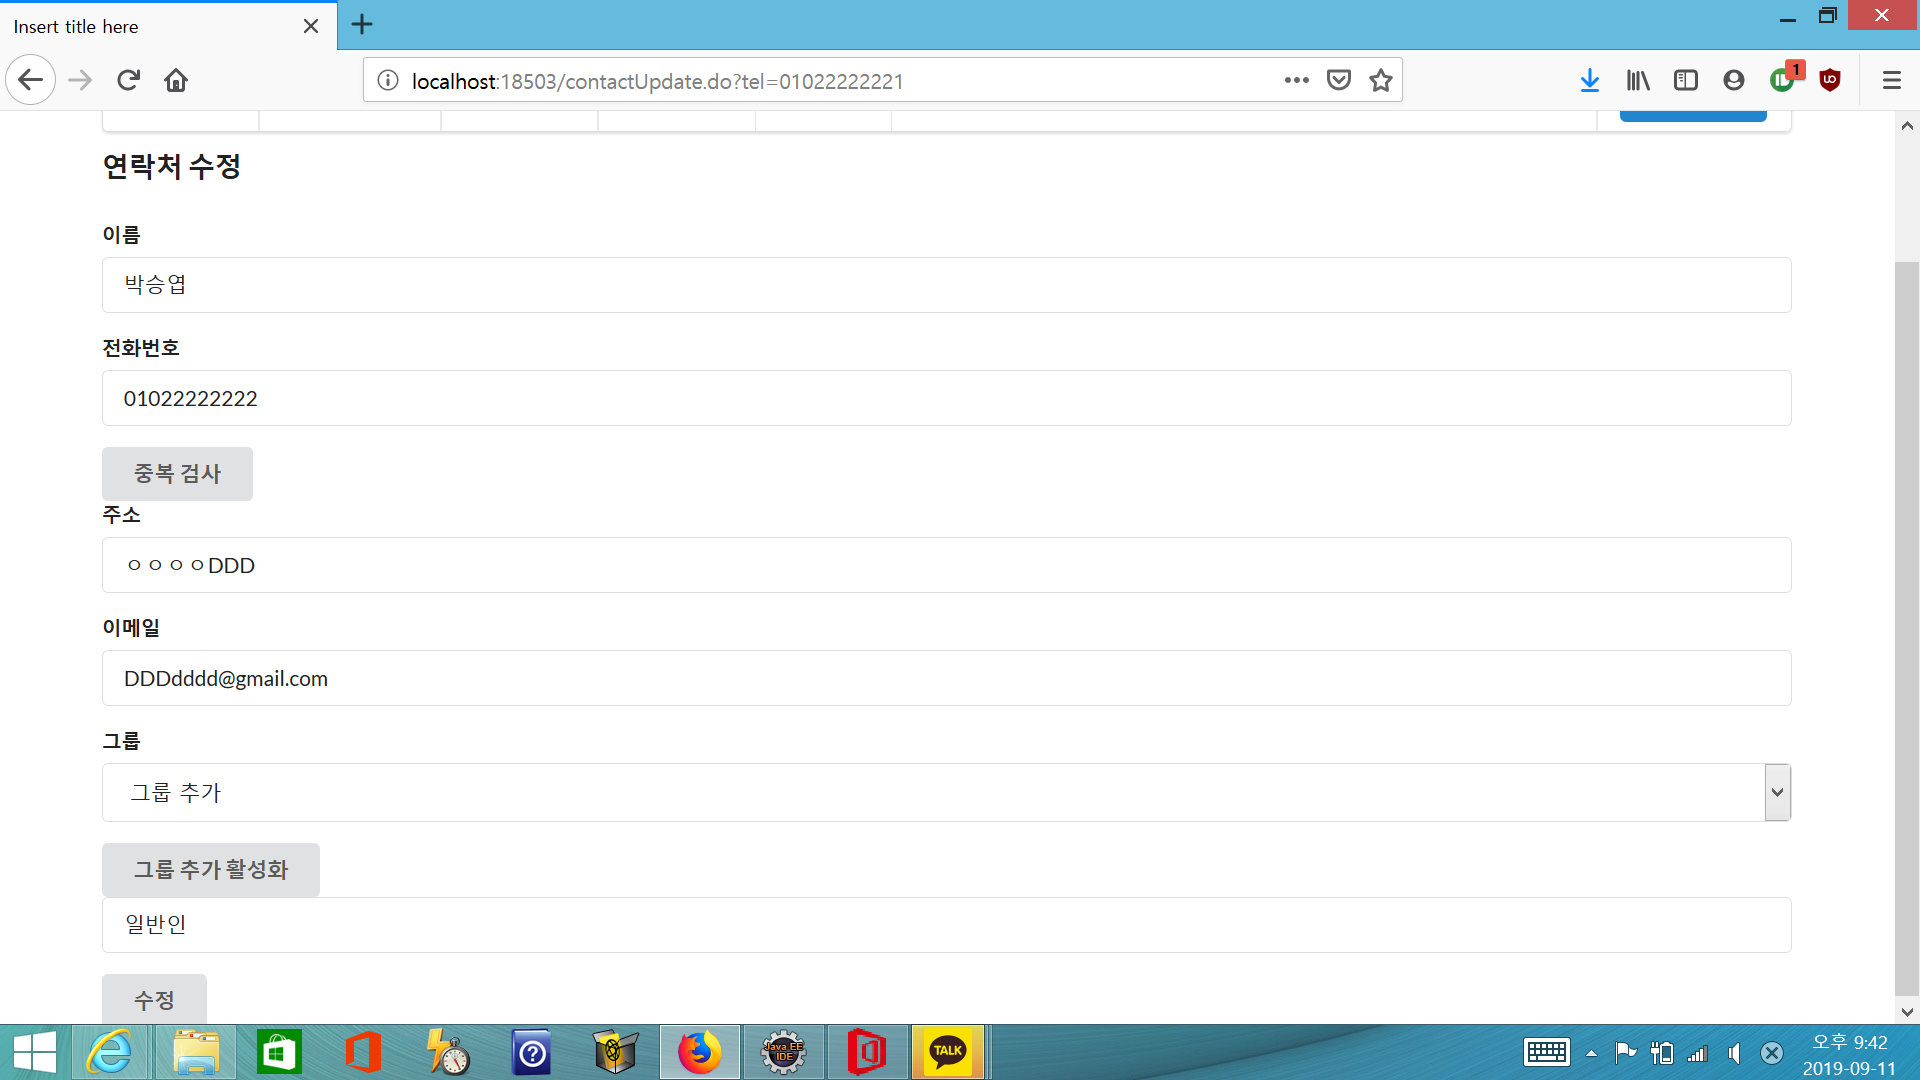 Insert title here
localhost:18503/contactUpdate.do?tel=01022222221
1
연락처 수정
이름
박승엽
전화번호
01022222222
중복 검사
주소
ㅇㅇㅇㅇDDD
이메일
DDDdddd@gmail.com
그룹
그룹 추가
그룹 추가 활성화
일반인
수정
Java EE
IDE
TALK
오후 9:42
2019-09-11